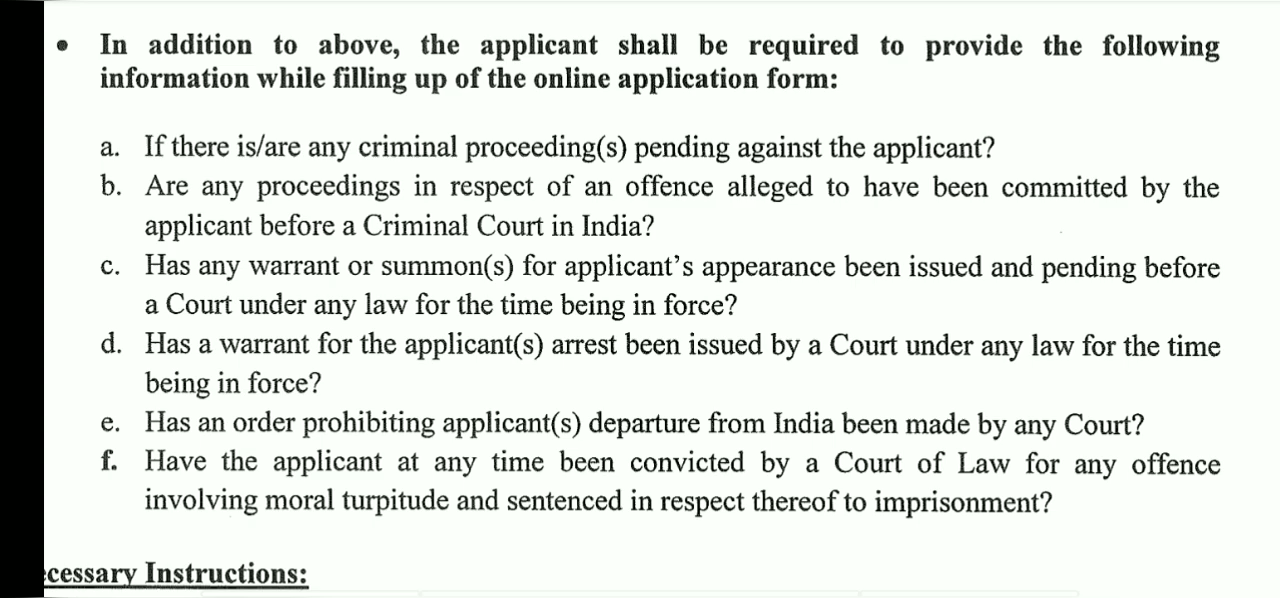 • In addition to above, the applicant shall be required to provide the following
information while filling up of the online application form:
a. If there is/are any criminal proceeding(s) pending against the applicant?
b. Are any proceedings in respect of an offence alleged to have been committed by the
applicant before a Criminal Court in India?
c. Has any warrant or summon(s) for applicant's appearance been issued and pending before
a Court under any law for the time being in force?
d. Has a warrant for the applicant(s) arrest been issued by a Court under any law for the time
being in force?
e. Has an order prohibiting applicant(s) departure from India been made by any Court?
f. Have the applicant at any time been convicted by a Court of Law for any offence
involving moral turpitude and sentenced in respect thereof to imprisonment?
cessary Instructions: